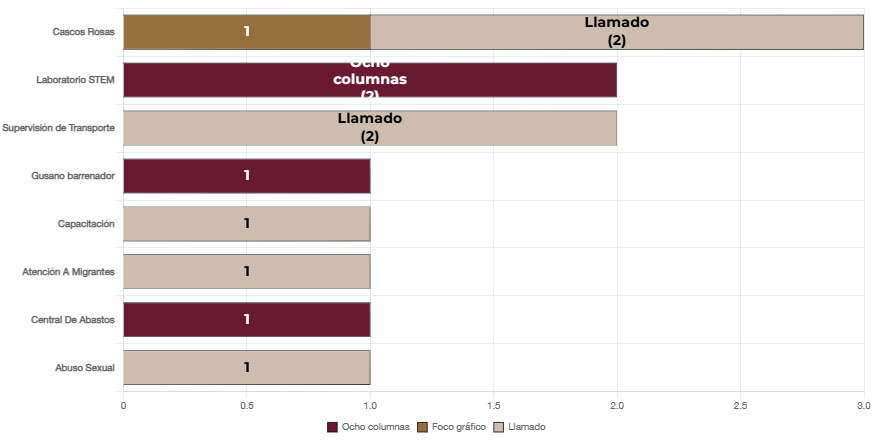 Cascos Rosas
1
Llamado
(2)
Laboratorio STEM
Ocho
columnas
(2)
Supervisión de Transporte
Llamado
(2)
Gusano barrenador
1
Capacitación
1
Atención A Migrantes
1
Central De Abastos
1
Abuso Sexual
1
0 0.5 1.0 1.5 2.0 2.5 3.0
Ocho columnas Foco gráfico Llamado